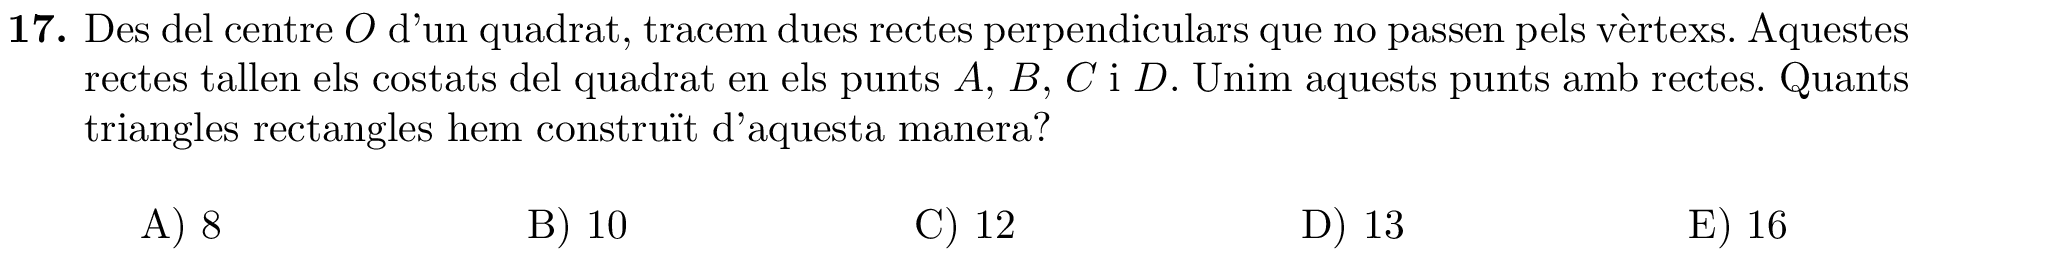 17. Des del centre O d'un quadrat, tracem dues rectes perpendiculars que no passen pels vèrtexs. Aquestes
rectes tallen els costats del quadrat en els punts A, B, C i D. Unim aquests punts amb rectes. Quants
triangles rectangles hem construït d'aquesta manera?
A) 8 B) 10 C) 12 D) 13 E) 16